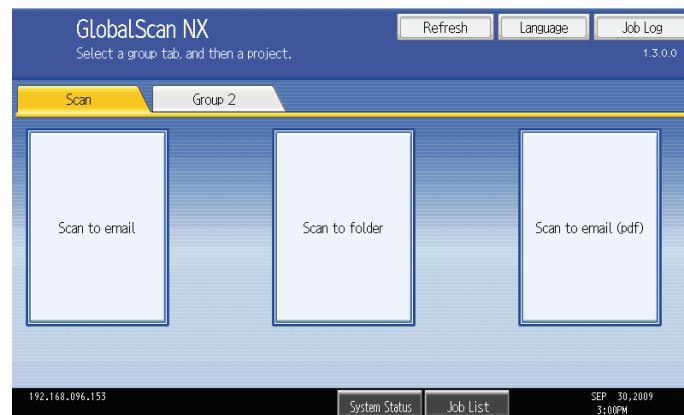 GlobalScan NX
Refresh
Language
Job Log
Select a group tab, and then a project.
1.3.0.0
Scan
Group 2
Scan to email
Scan to folder
Scan to email (pdf)
192.168.096.153
System Status
Job List
SEP 30,2009
3:00PM